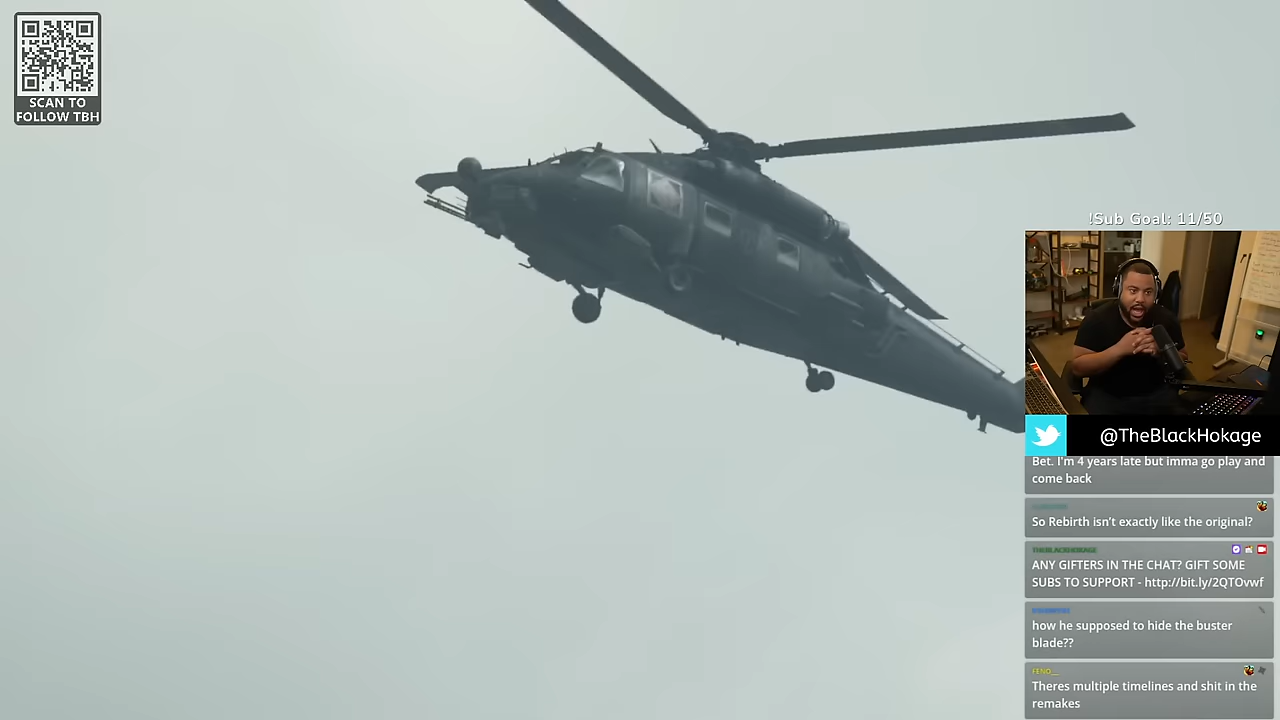 SCAN TO
FOLLOW TBH
!Sub Goal: 11/50
@TheBlackHokage
Bet. I'm 4 years late but imma go play and
come back
So Rebirth isn't exactly like the original?
THEBLACKHOKAGE
ANY GIFTERS IN THE CHAT? GIFT SOME
SUBS TO SUPPORT - http://bit.ly/2QTOvwf
how he supposed to hide the buster
blade??
FENO__
Theres multiple timelines and shit in the
remakes